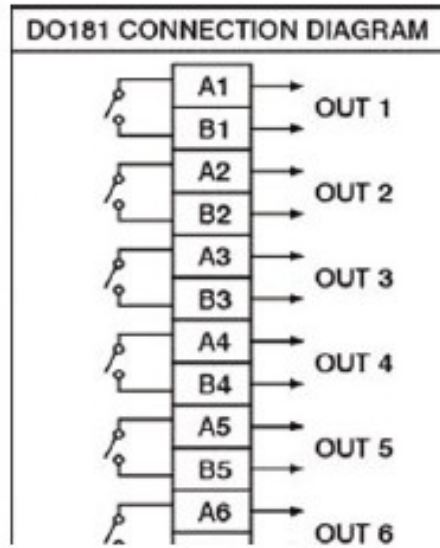 DO181 CONNECTION DIAGRAM
A1
OUT 1
B1
A2
OUT 2
B2
A3
OUT 3
B3
A4
OUT 4
B4
A5
OUT 5
B5
A6
OUT 6